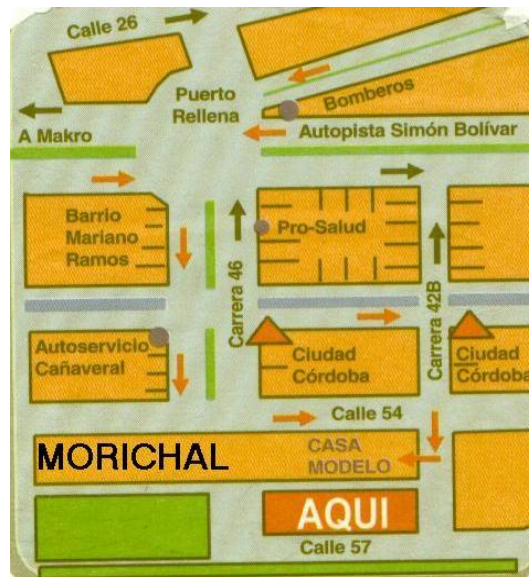 Calle 26
Puerto
Rellena
Bomberos
A Makro
Autopista Simón Bolívar
Barrio
Mariano
Ramos
Carrera 46
Pro-Salud
Carrera 42B
Autoservicio
Cañaveral
Ciudad
Córdoba
Ciudad
Córdoba
Calle 54
MORICHAL
CASA
MODELO
AQUI
Calle 57